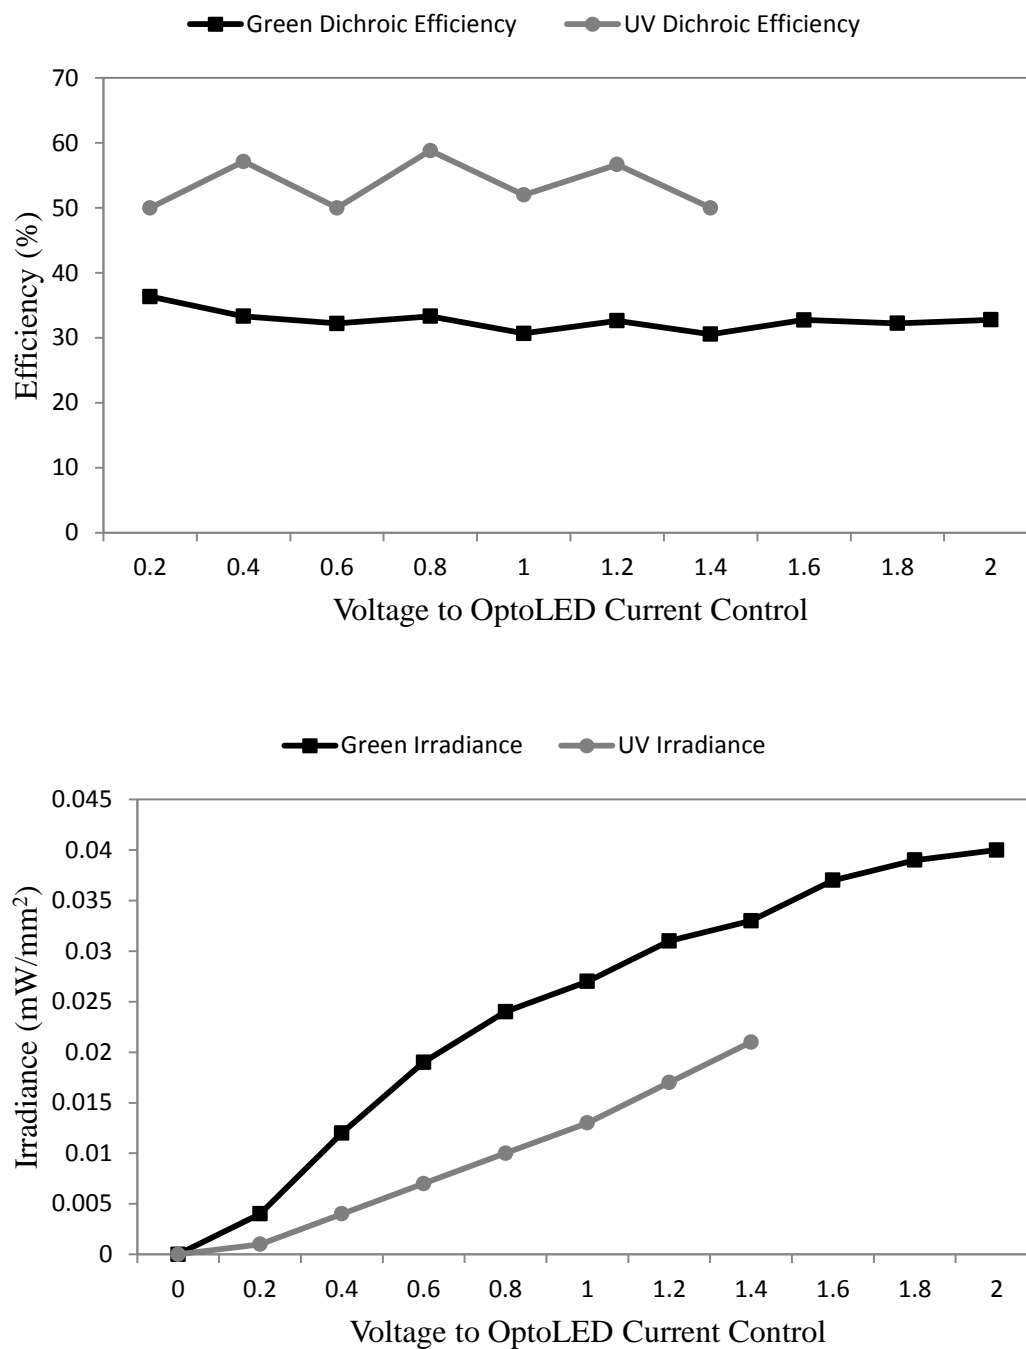 Green Dichroic Efficiency UV Dichroic Efficiency
70
60
50
40
30
20
10
0
Efficiency (%)
0.2 0.4 0.6 0.8 1 1.2 1.4 1.6 1.8 2
Voltage to OptoLED Current Control
Green Irradiance UV Irradiance
0.045
0.04
0.035
0.03
0.025
0.02
0.015
0.01
0.005
0
Irradiance (mW/mm²)
0 0.2 0.4 0.6 0.8 1 1.2 1.4 1.6 1.8 2
Voltage to OptoLED Current Control